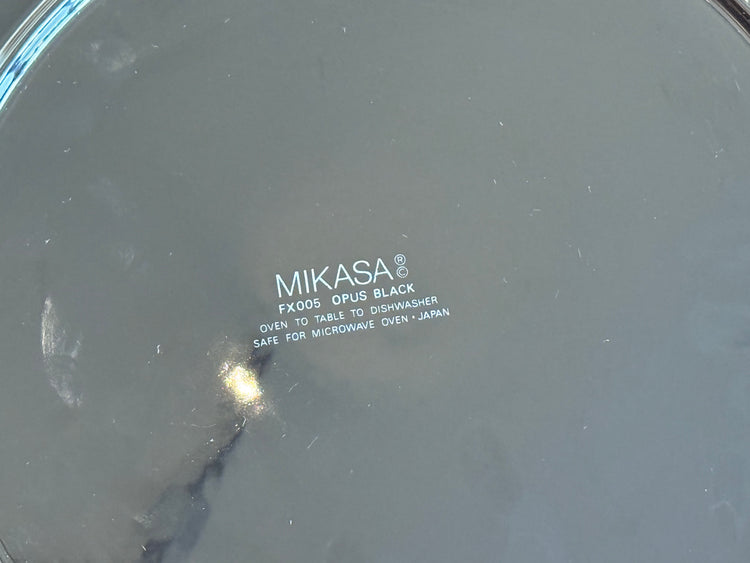 MIKASA®
©
FX005 OPUS BLACK
OVEN TO TABLE TO DISHWASHER
SAFE FOR MICROWAVE OVEN • JAPAN